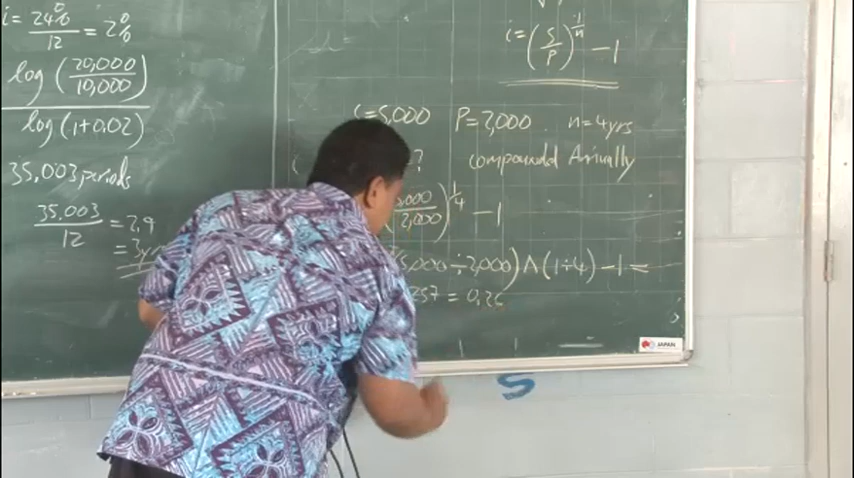 i = 24% / 12 = 2%
log (20,000 / 10,000)
log (1+0.02)
35.003 periods
35.003 / 12 = 2.9
= 3y
i = (S/P)^1/n - 1
=5,000 P=2,000 n=4yrs
? compounded Annually
000 / 2,000)^1/4 - 1
5,000÷2,000)∧(1÷4)-1=
257 = 0.26
JAPAN
S